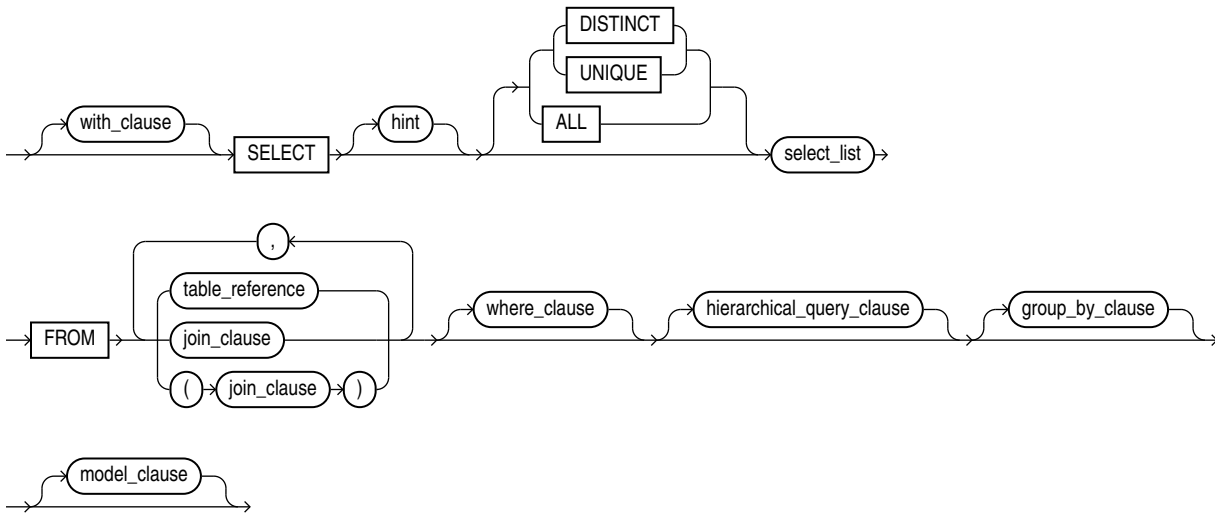 DISTINCT
UNIQUE
ALL
with_clause SELECT hint select_list
,
table_reference
FROM join_clause where_clause hierarchical_query_clause group_by_clause
( join_clause )
model_clause